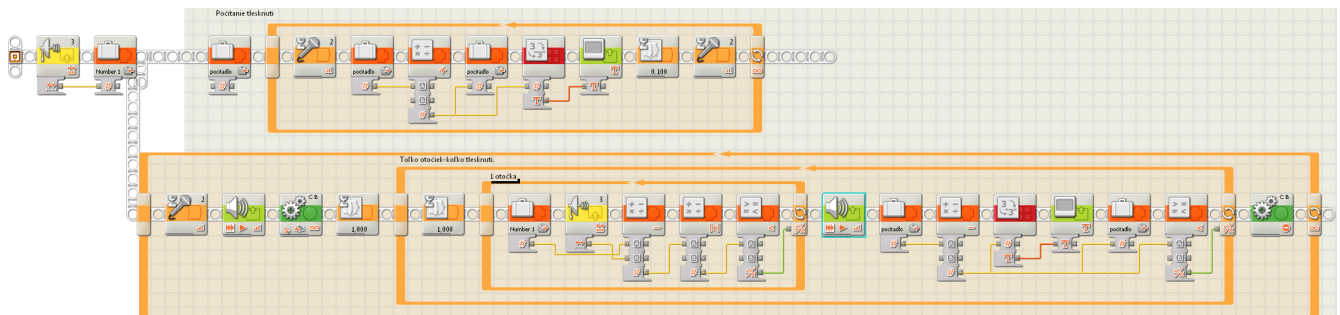 Počítanie tlesknutí
3
2
2
Number 1
pocitadlo
pocitadlo
pocitadlo
0.100
Toľko otočiek-koľko tlesknutí.
1 otočka
2
C B
3
C B
1.000
1.000
Number 1
pocitadlo
pocitadlo